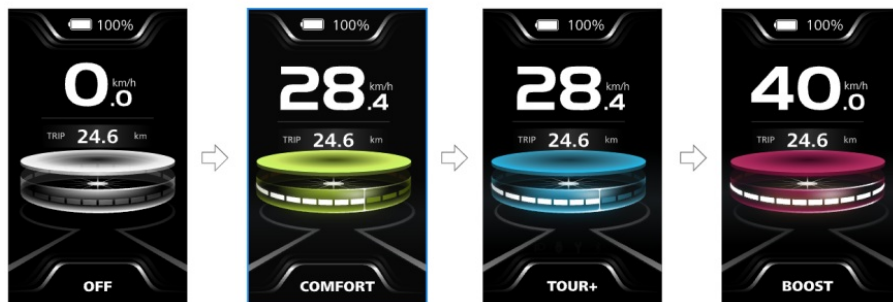 100%
0.0 km/h
TRIP 24.6 km
OFF
100%
28.4 km/h
TRIP 24.6 km
COMFORT
100%
28.4 km/h
TRIP 24.6 km
TOUR+
100%
40.0 km/h
TRIP 24.6 km
BOOST